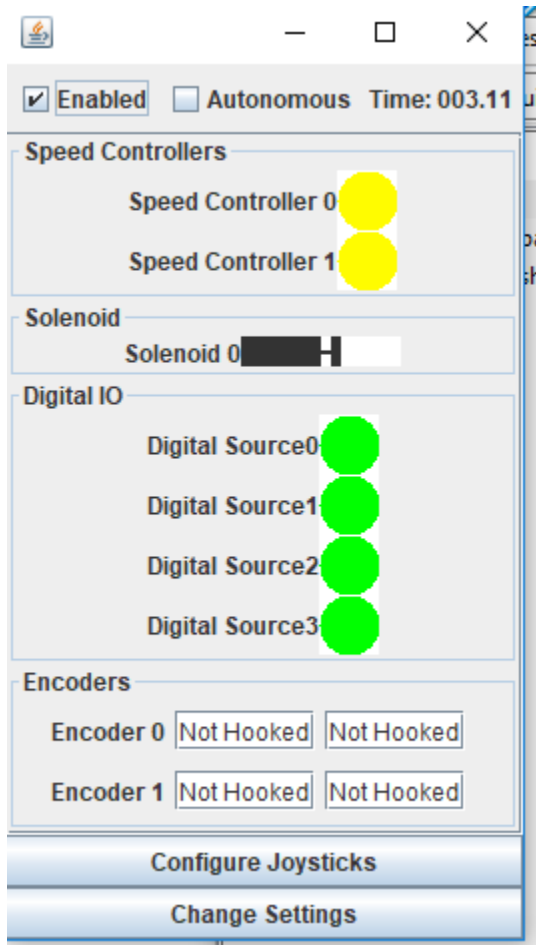 Enabled Autonomous Time: 003.11
Speed Controllers
Speed Controller 0
Speed Controller 1
Solenoid
Solenoid 0
Digital IO
Digital Source0
Digital Source1
Digital Source2
Digital Source3
Encoders
Encoder 0 Not Hooked Not Hooked
Encoder 1 Not Hooked Not Hooked
Configure Joysticks
Change Settings